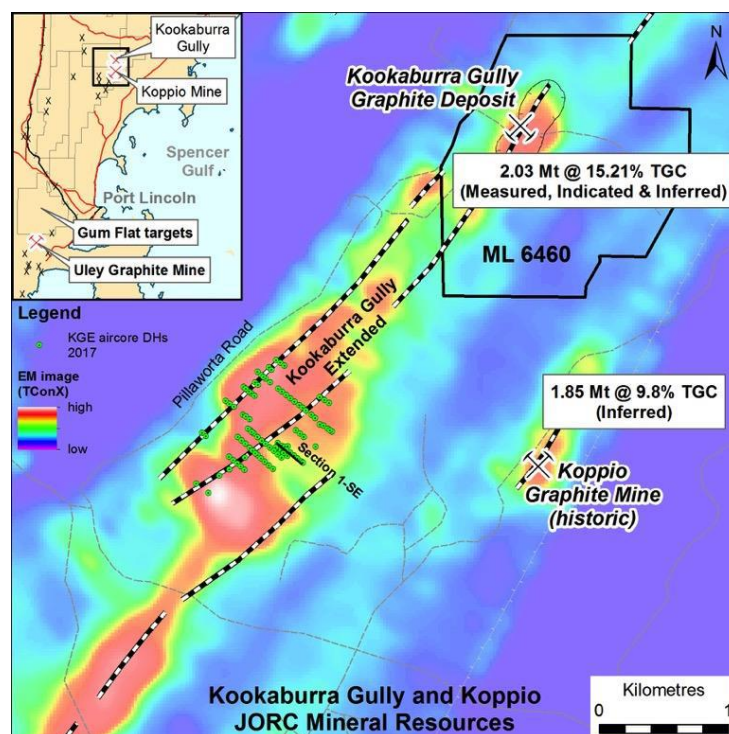 Kookaburra
Gully
Koppio Mine
Spencer
Gulf
Port Lincoln
Gum Flat targets
Uley Graphite Mine
N
Kookaburra Gully
Graphite Deposit
2.03 Mt @ 15.21% TGC
(Measured, Indicated & Inferred)
ML 6460
Legend
KGE aircore DHs
2017
EM image
(TConX)
high
low
Pillaworta Road
Kookaburra Gully
Extended
Section 1-SE
1.85 Mt @ 9.8% TGC
(Inferred)
Koppio
Graphite Mine
(historic)
Kookaburra Gully and Koppio
JORC Mineral Resources
Kilometres
0 1